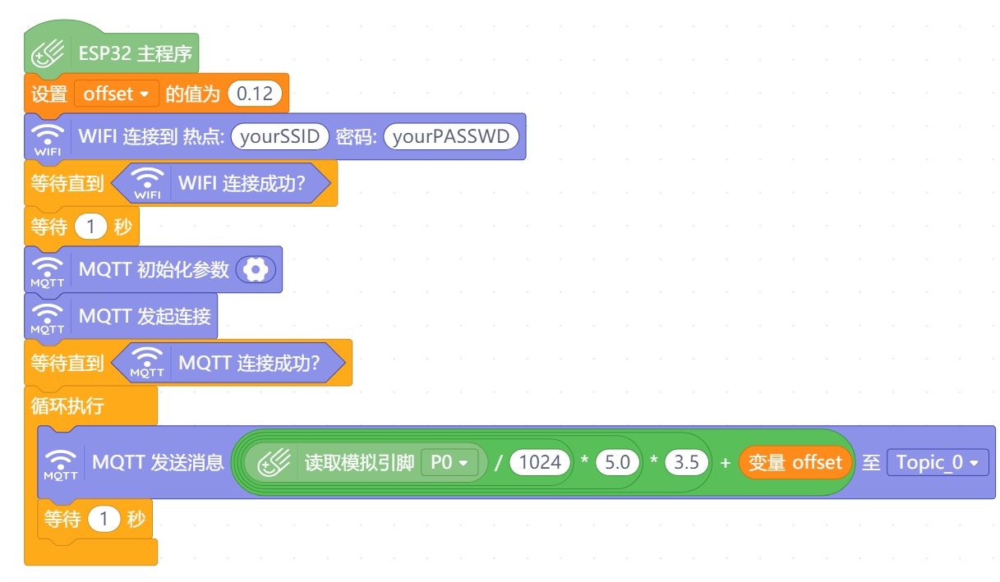 ESP32 主程序
设置 offset 的值为 0.12
WIFI WIFI 连接到 热点: yourSSID 密码: yourPASSWD
等待直到 WIFI WIFI 连接成功?
等待 1 秒
MQTT MQTT 初始化参数
MQTT MQTT 发起连接
等待直到 MQTT MQTT 连接成功?
循环执行
MQTT MQTT 发送消息 读取模拟引脚 P0 / 1024 * 5.0 * 3.5 + 变量 offset 至 Topic_0
等待 1 秒